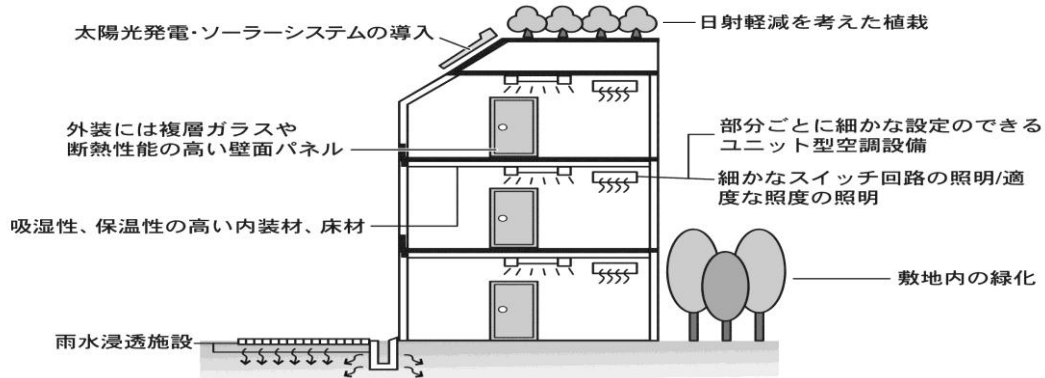 太陽光発電・ソーラーシステムの導入
日射軽減を考えた植栽
外装には複層ガラスや
断熱性能の高い壁面パネル
部分ごとに細かな設定のできる
ユニット型空調設備
細かなスイッチ回路の照明/適
度な照度の照明
吸湿性、保温性の高い内装材、床材
敷地内の緑化
雨水浸透施設